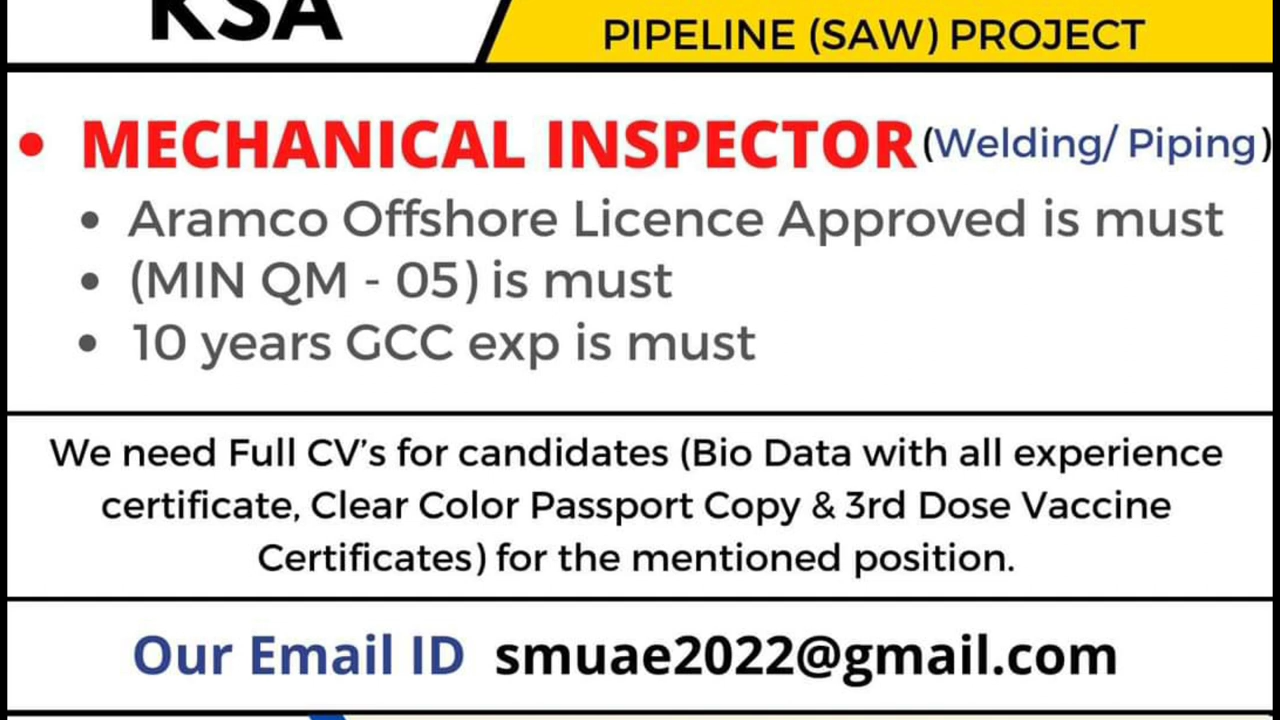 KSA
PIPELINE (SAW) PROJECT
• MECHANICAL INSPECTOR (Welding/ Piping)
• Aramco Offshore Licence Approved is must
• (MIN QM - 05) is must
• 10 years GCC exp is must
We need Full CV's for candidates (Bio Data with all experience
certificate, Clear Color Passport Copy & 3rd Dose Vaccine
Certificates) for the mentioned position.
Our Email ID smuae2022@gmail.com